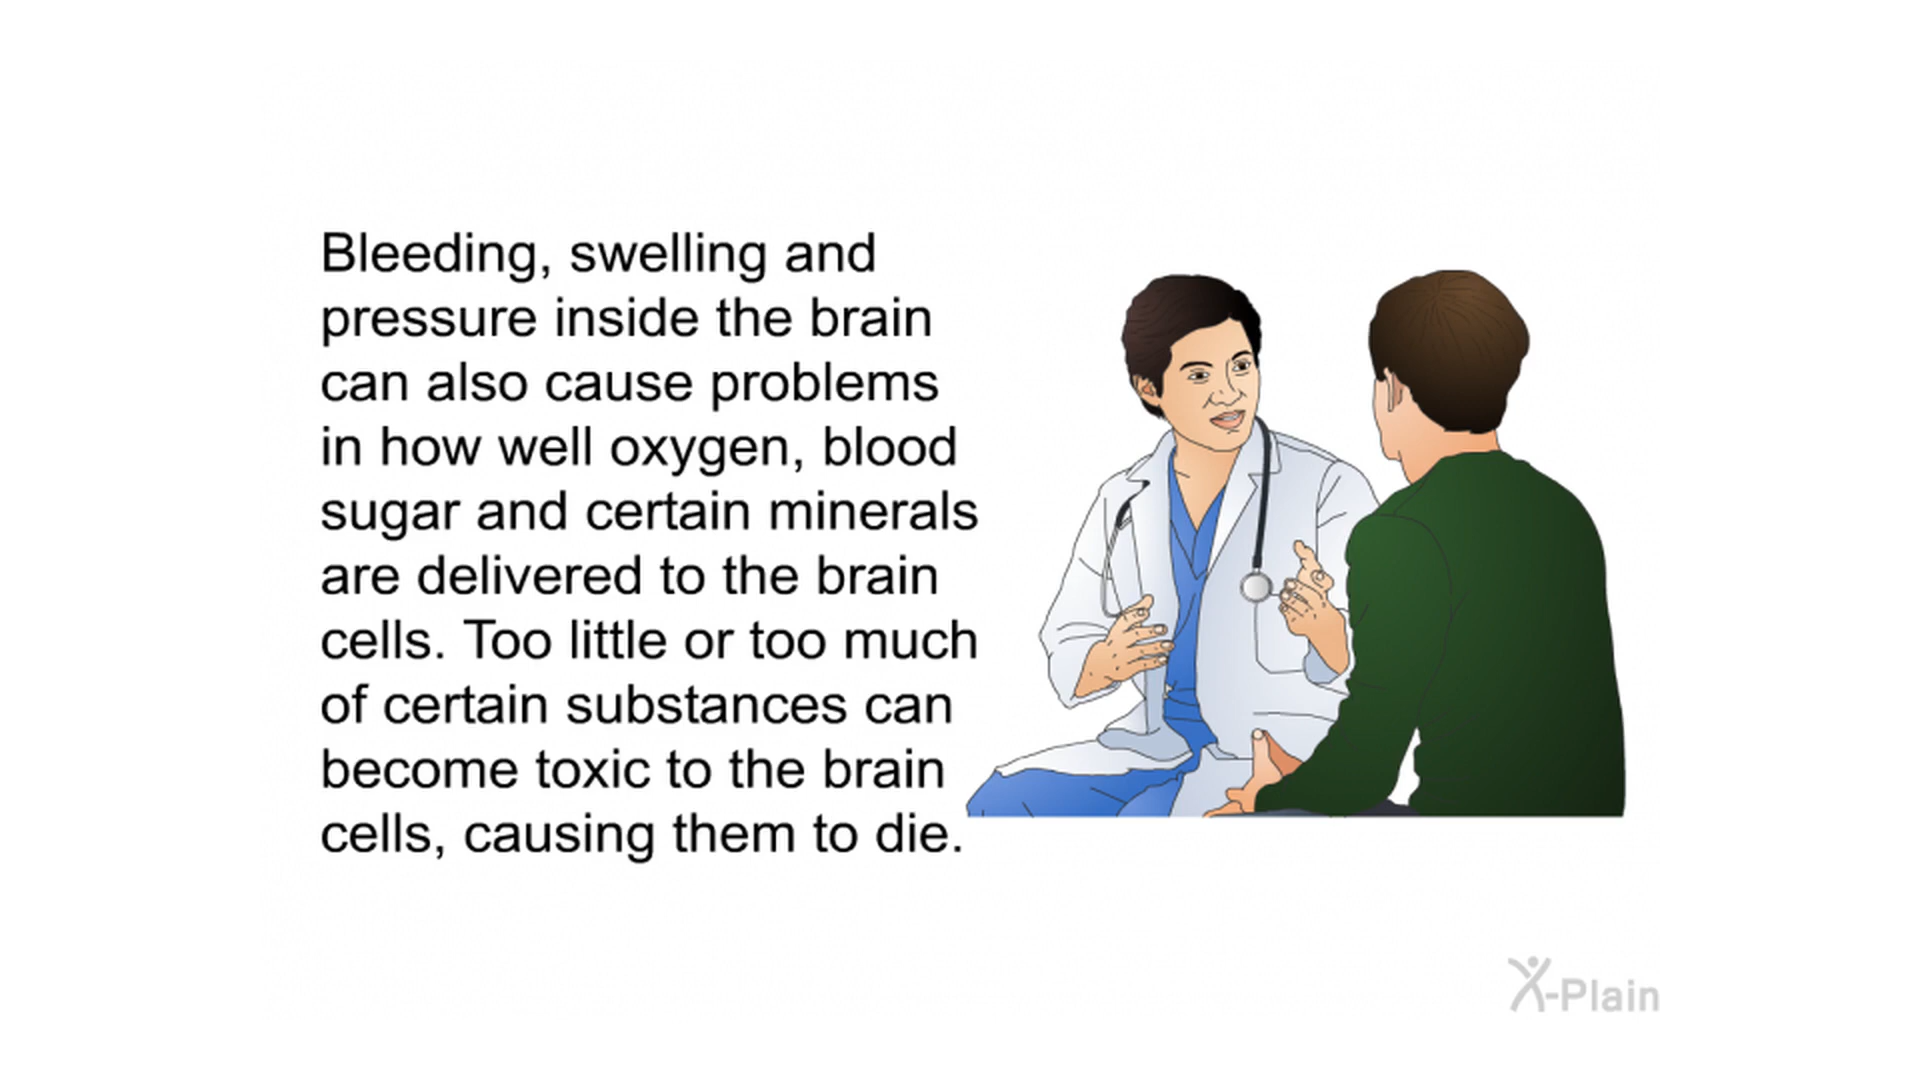 Bleeding, swelling and
pressure inside the brain
can also cause problems
in how well oxygen, blood
sugar and certain minerals
are delivered to the brain
cells. Too little or too much
of certain substances can
become toxic to the brain
cells, causing them to die.
X-Plain